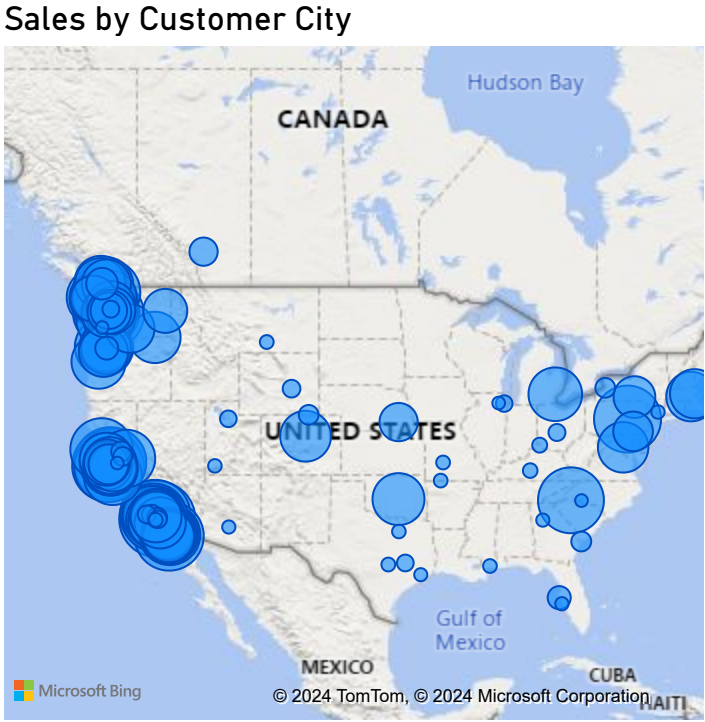 Sales by Customer City
Hudson Bay
CANADA
UNITED STATES
Gulf of
Mexico
MEXICO
CUBA
HAITI
Microsoft Bing
© 2024 TomTom, © 2024 Microsoft Corporation